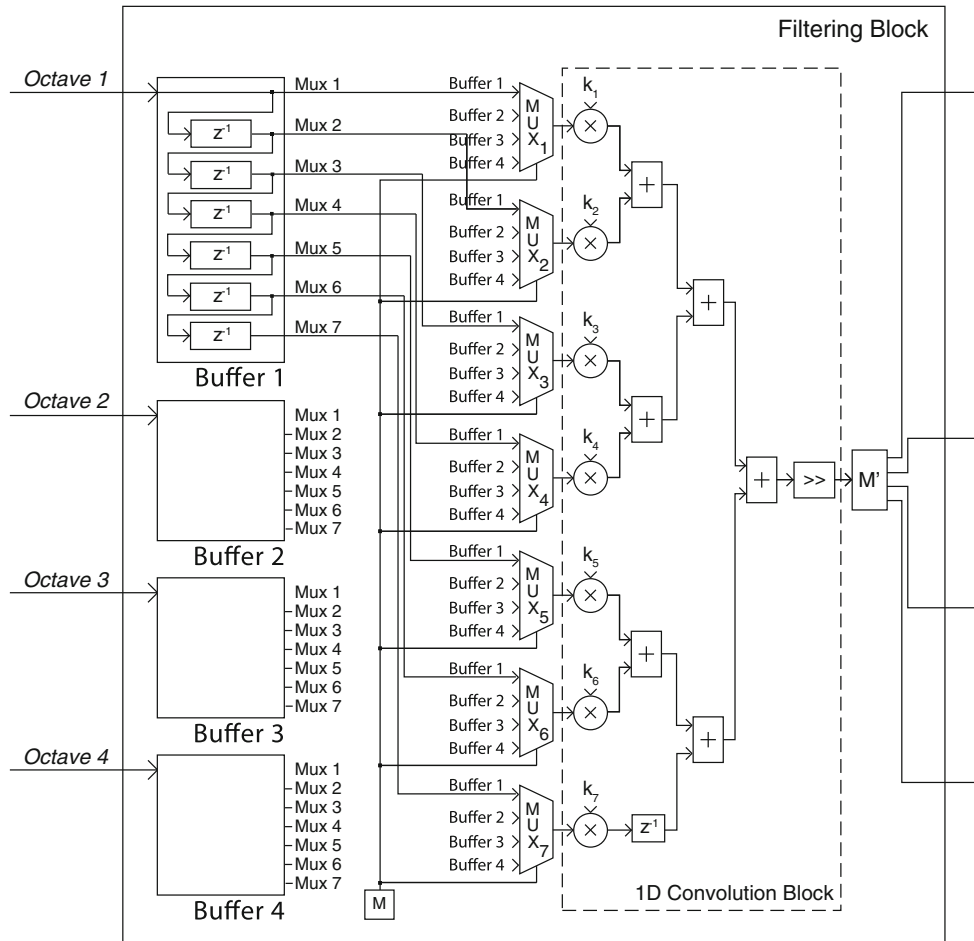 Filtering Block
Octave 1
Mux 1
z-1
Mux 2
z-1
Mux 3
z-1
Mux 4
z-1
Mux 5
z-1
Mux 6
z-1
Mux 7
Buffer 1
Octave 2
Mux 1
Mux 2
Mux 3
Mux 4
Mux 5
Mux 6
Mux 7
Buffer 2
Octave 3
Mux 1
Mux 2
Mux 3
Mux 4
Mux 5
Mux 6
Mux 7
Buffer 3
Octave 4
Mux 1
Mux 2
Mux 3
Mux 4
Mux 5
Mux 6
Mux 7
Buffer 4
M
Buffer 1
Buffer 2
Buffer 3
Buffer 4
MUX1
k1
×
Buffer 1
Buffer 2
Buffer 3
Buffer 4
MUX2
k2
×
+
Buffer 1
Buffer 2
Buffer 3
Buffer 4
MUX3
k3
×
Buffer 1
Buffer 2
Buffer 3
Buffer 4
MUX4
k4
×
+
+
Buffer 1
Buffer 2
Buffer 3
Buffer 4
MUX5
k5
×
Buffer 1
Buffer 2
Buffer 3
Buffer 4
MUX6
k6
×
+
Buffer 1
Buffer 2
Buffer 3
Buffer 4
MUX7
k7
×
z-1
+
+
>>
M'
1D Convolution Block